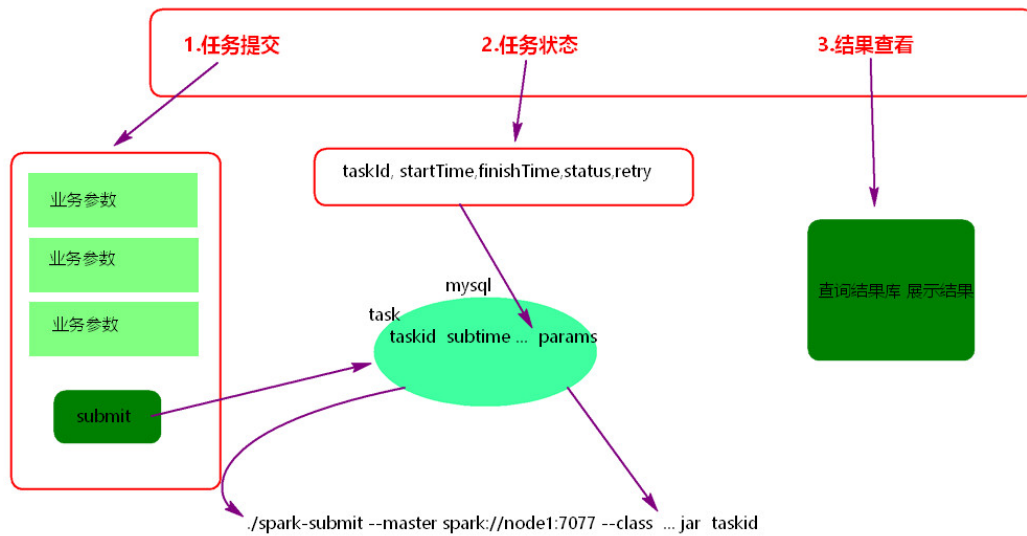 1.任务提交
2.任务状态
3.结果查看
业务参数
业务参数
业务参数
submit
taskId, startTime,finishTime,status,retry
mysql
task
taskid subtime ... params
查询结果库 展示结果
./spark-submit --master spark://node1:7077 --class ... jar taskid